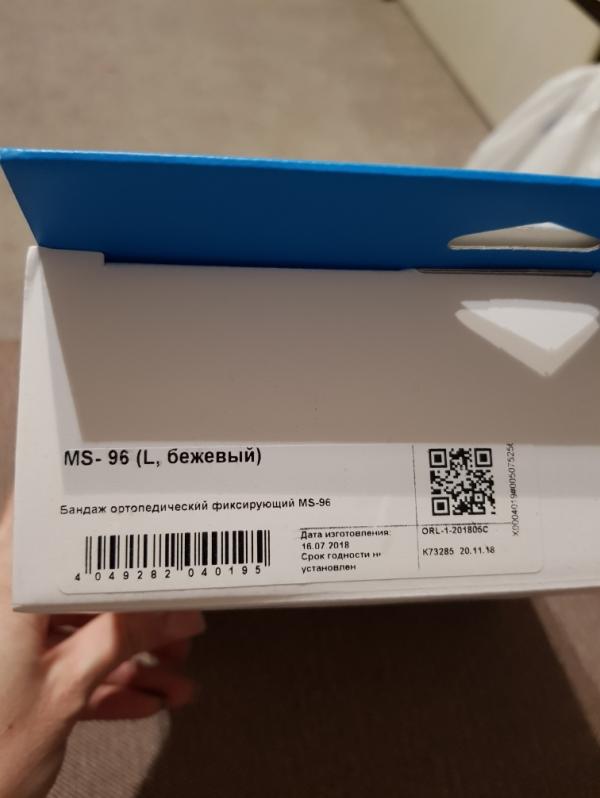 MS- 96 (L, бежевый)
Бандаж ортопедический фиксирующий MS-96
4 049282 040195
Дата изготовления:
16.07.2018
Срок годности
установлен
ORL-1-201806C
K73285 20.11.18